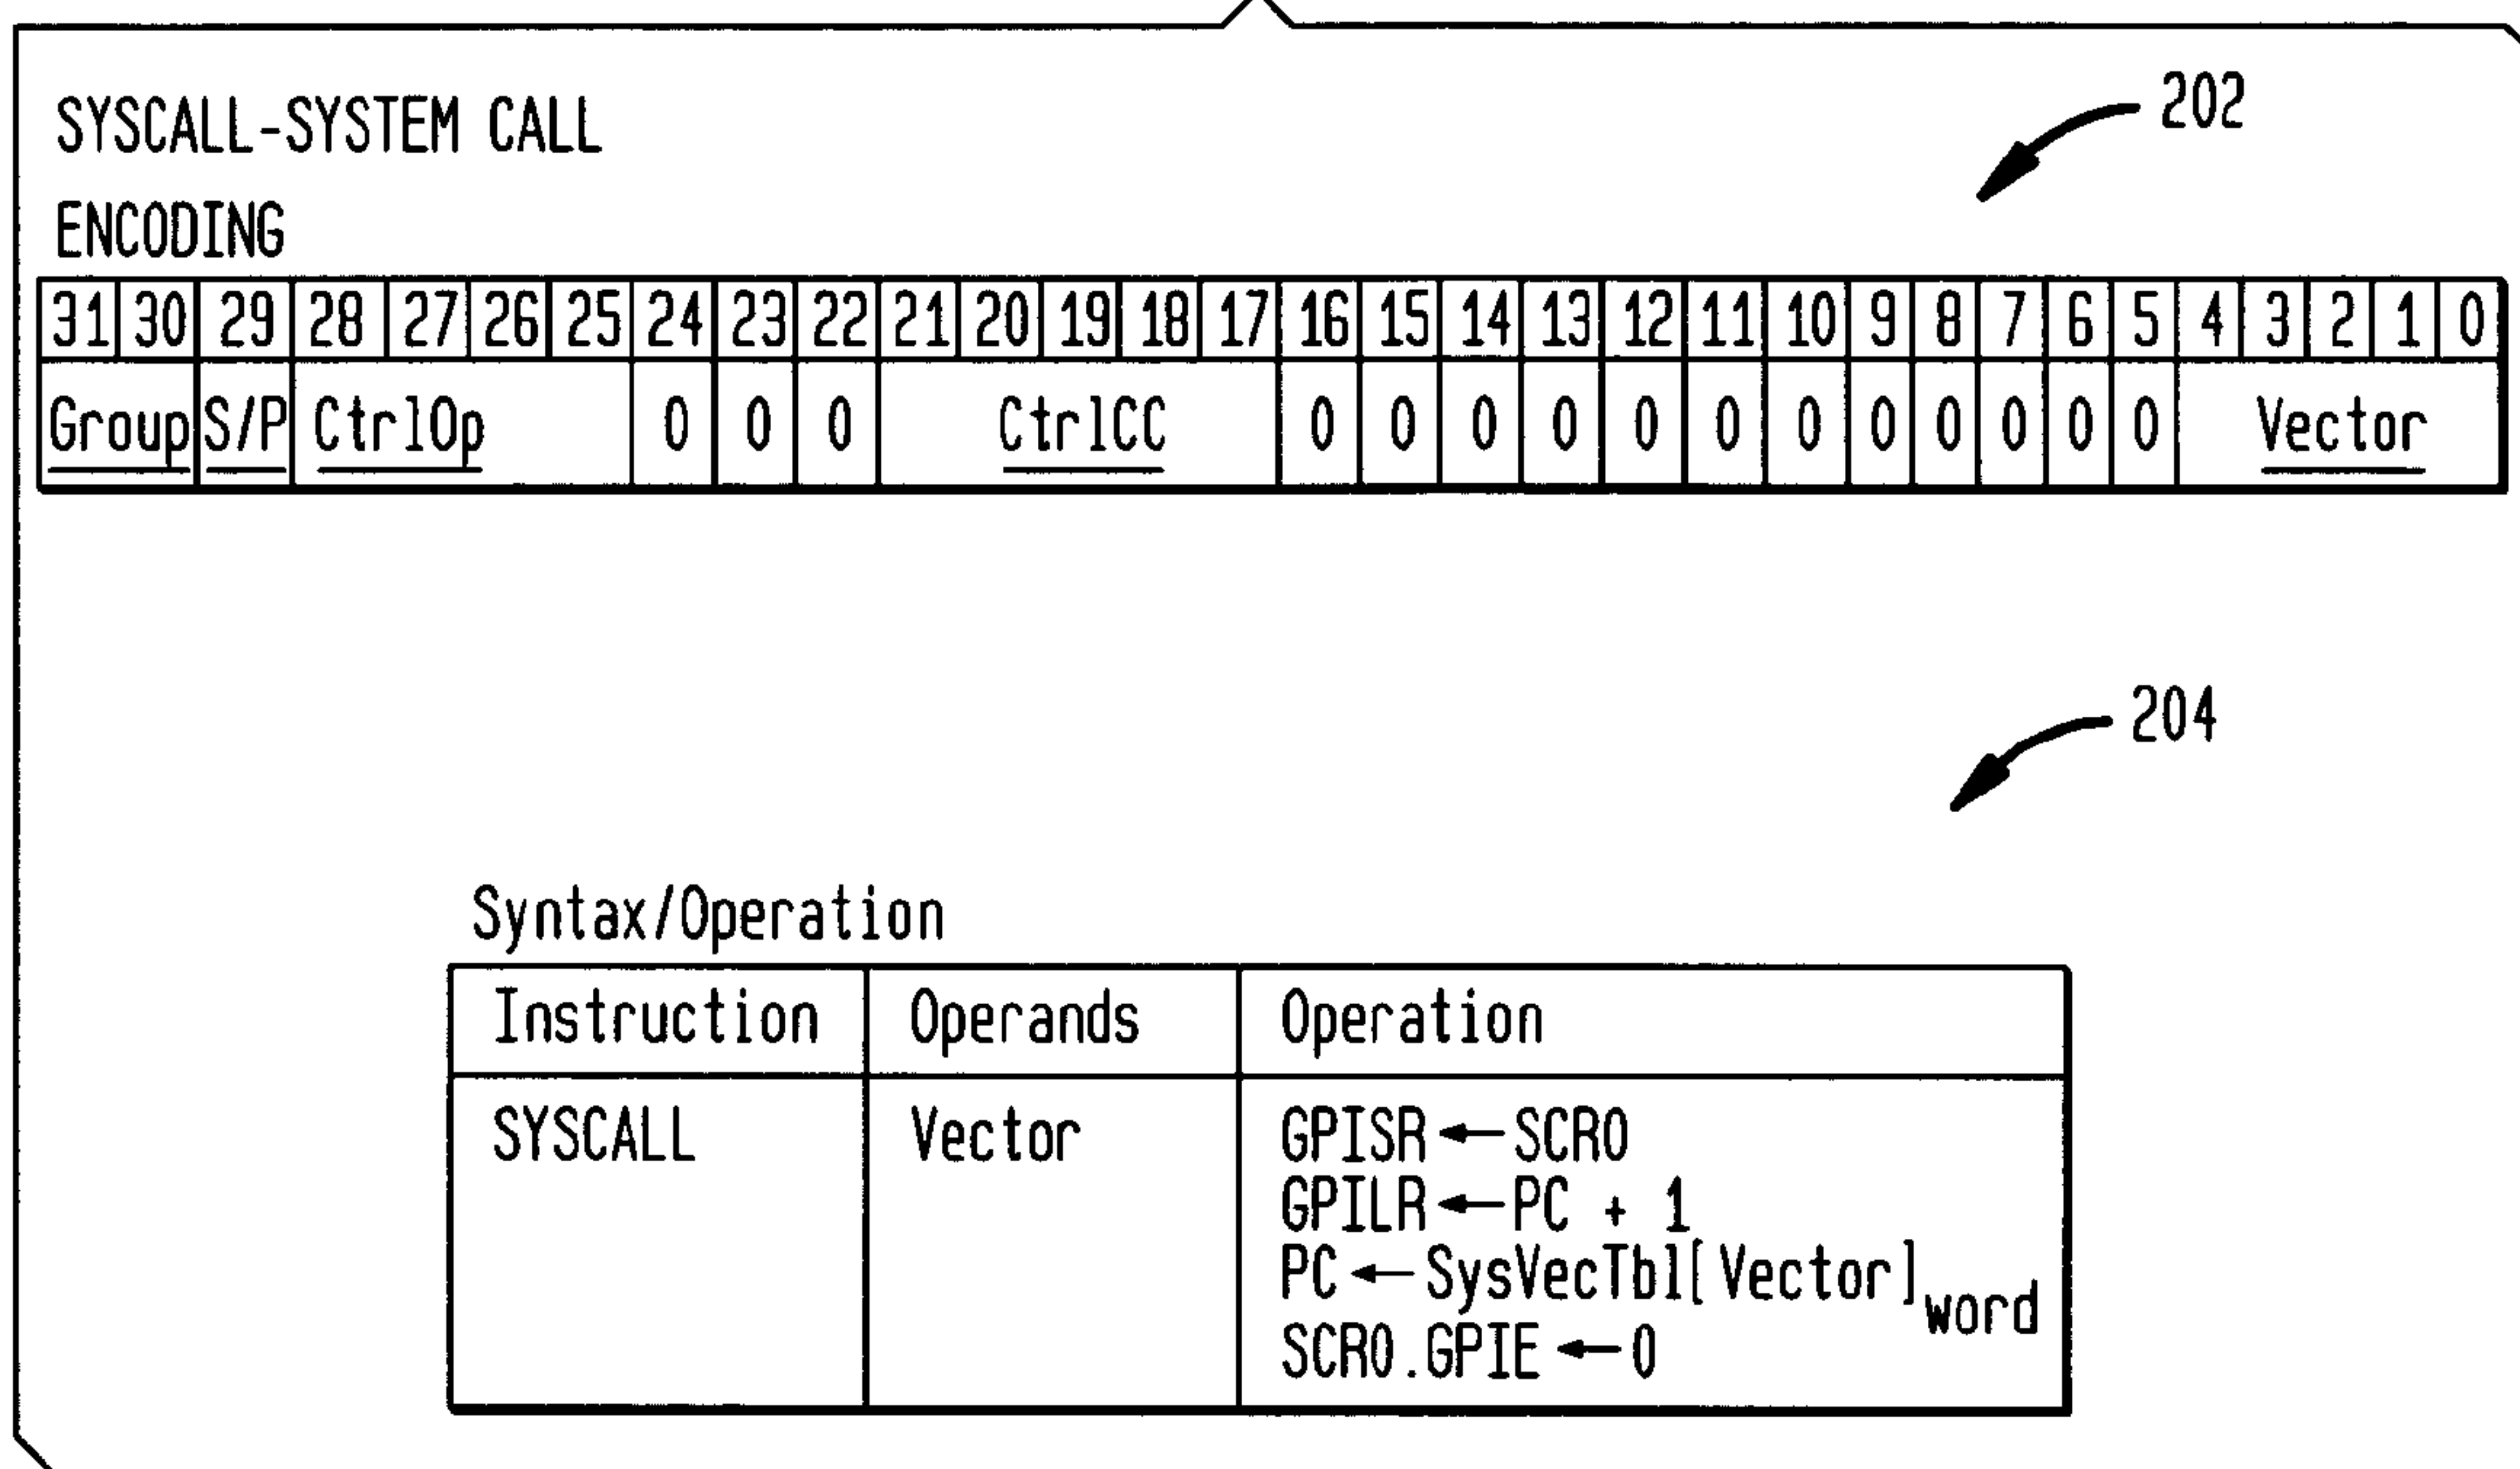 202
SYSCALL-SYSTEM CALL
ENCODING
31 30 29 28 27 26 25 24 23 22 21 20 19 18 17 16 15 14 13 12 11 10 9 8 7 6 5 4 3 2 1 0
Group S/P CtrlOp 0 0 0 CtrlCC 0 0 0 0 0 0 0 0 0 0 0 0 Vector
204
Syntax/Operation
Instruction Operands Operation
SYSCALL Vector GPISR←SCR0
GPILR←PC + 1
PC←SysVecTbl[Vector]word
SCR0.GPIE←0